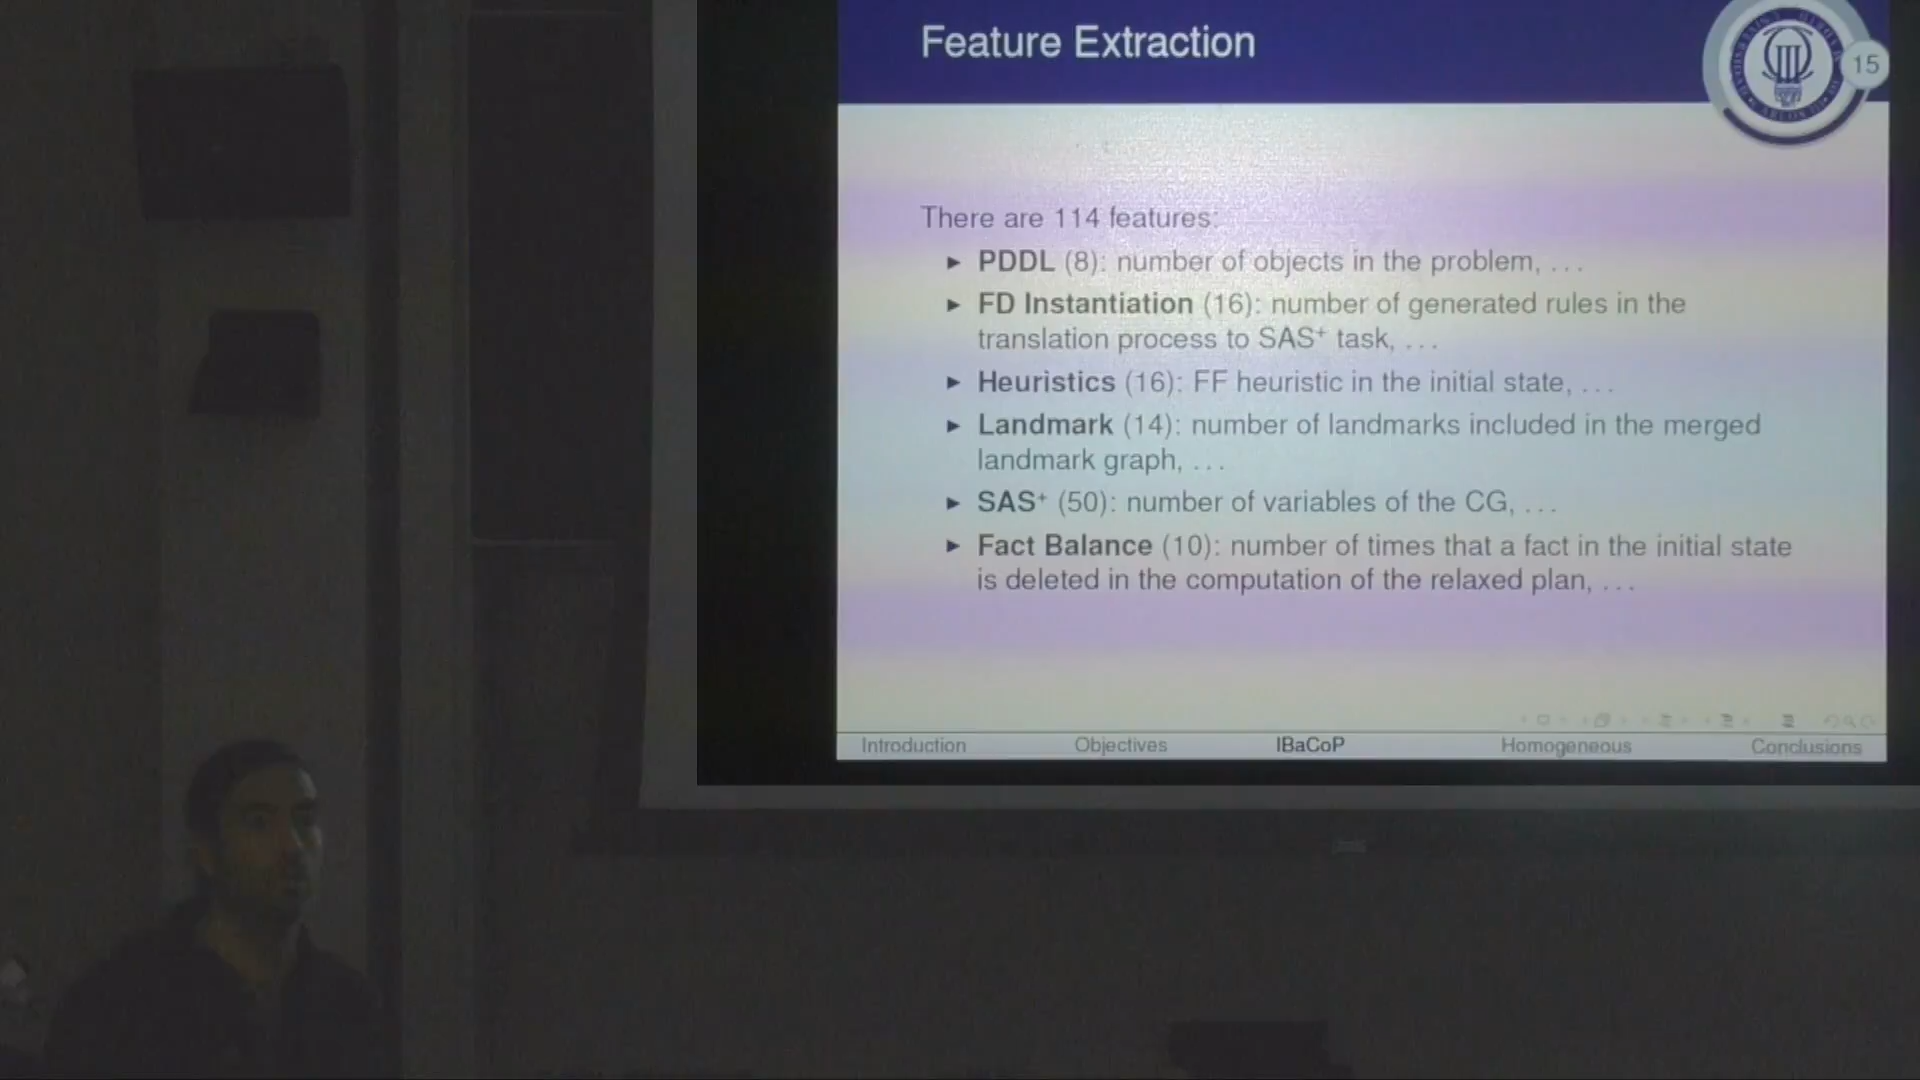 Feature Extraction
15
There are 114 features:
► PDDL (8): number of objects in the problem, ...
► FD Instantiation (16): number of generated rules in the
translation process to SAS⁺ task, ...
► Heuristics (16): FF heuristic in the initial state, ...
► Landmark (14): number of landmarks included in the merged
landmark graph, ...
► SAS⁺ (50): number of variables of the CG, ...
► Fact Balance (10): number of times that a fact in the initial state
is deleted in the computation of the relaxed plan, ...
Introduction Objectives IBaCoP Homogeneous Conclusions